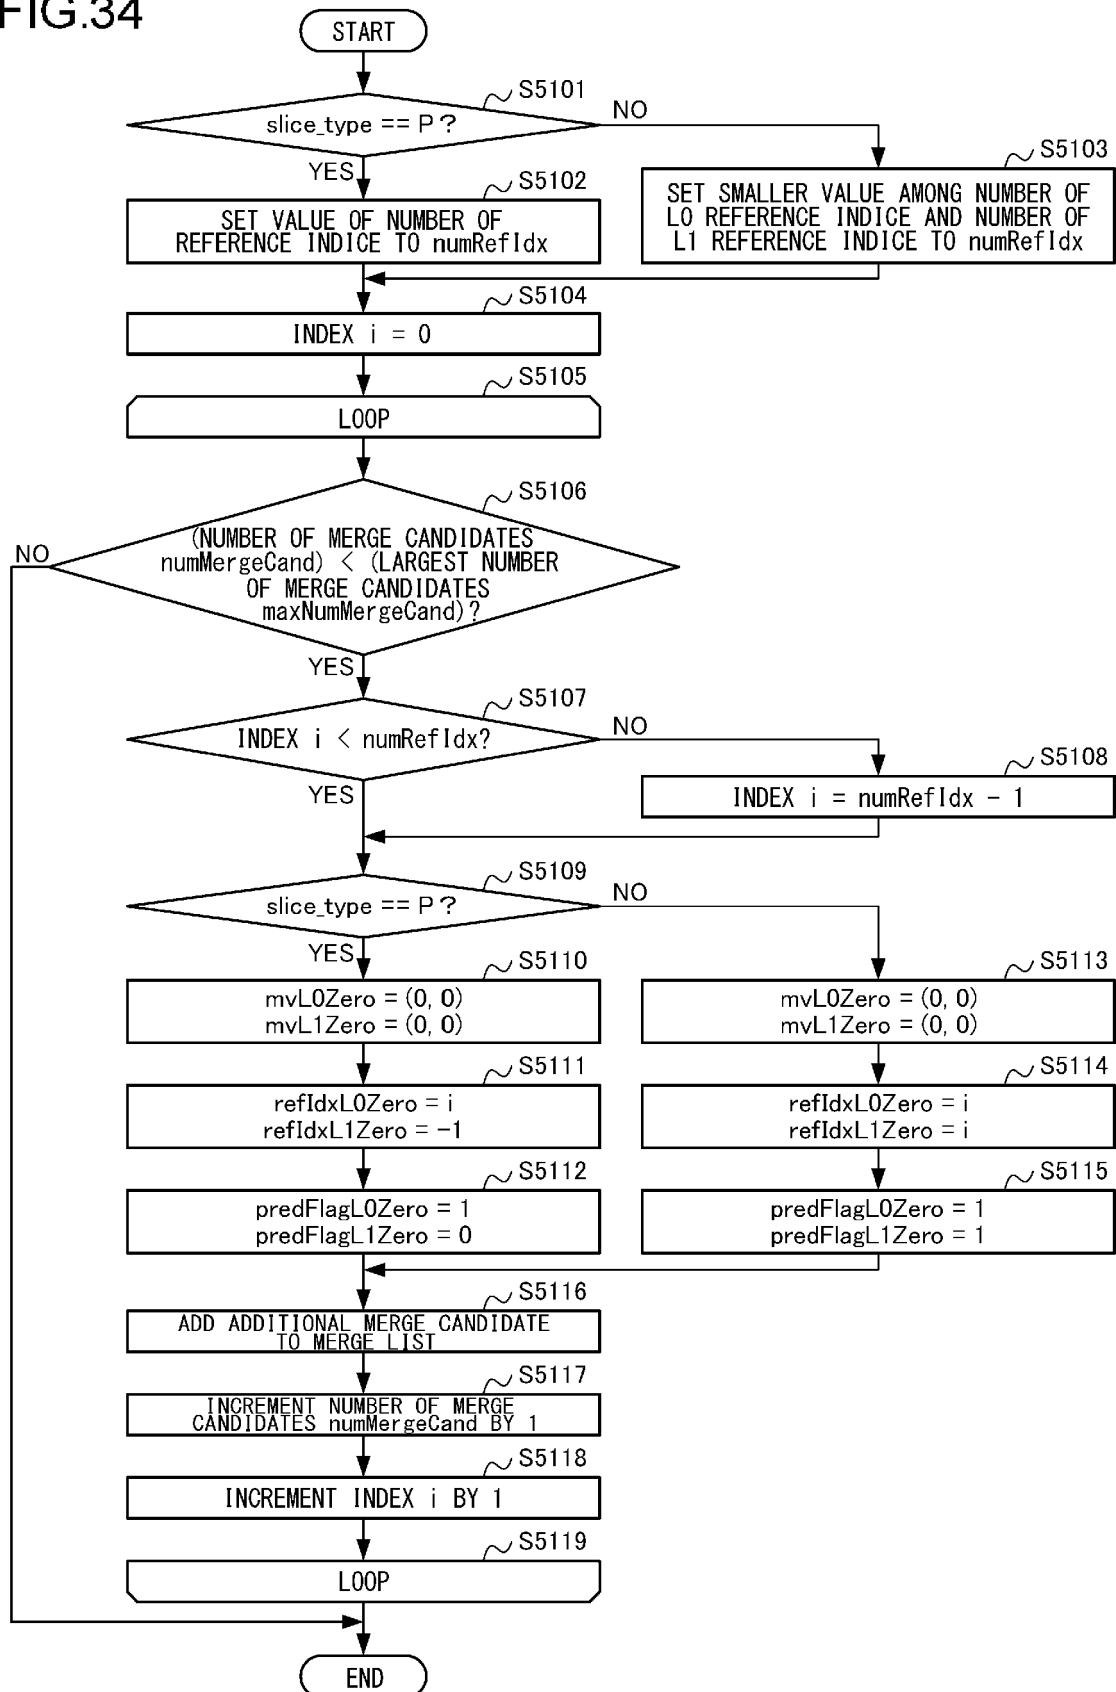 FIG.34
START
S5101
slice_type == P ?
NO
YES
S5102
SET VALUE OF NUMBER OF
REFERENCE INDICE TO numRefIdx
S5103
SET SMALLER VALUE AMONG NUMBER OF
L0 REFERENCE INDICE AND NUMBER OF
L1 REFERENCE INDICE TO numRefIdx
S5104
INDEX i = 0
S5105
LOOP
S5106
(NUMBER OF MERGE CANDIDATES
numMergeCand) < (LARGEST NUMBER
OF MERGE CANDIDATES
maxNumMergeCand)?
NO
YES
S5107
INDEX i < numRefIdx?
NO
YES
S5108
INDEX i = numRefIdx - 1
S5109
slice_type == P ?
NO
YES
S5110
mvL0Zero = (0, 0)
mvL1Zero = (0, 0)
S5113
mvL0Zero = (0, 0)
mvL1Zero = (0, 0)
S5111
refIdxL0Zero = i
refIdxL1Zero = -1
S5114
refIdxL0Zero = i
refIdxL1Zero = i
S5112
predFlagL0Zero = 1
predFlagL1Zero = 0
S5115
predFlagL0Zero = 1
predFlagL1Zero = 1
S5116
ADD ADDITIONAL MERGE CANDIDATE
TO MERGE LIST
S5117
INCREMENT NUMBER OF MERGE
CANDIDATES numMergeCand BY 1
S5118
INCREMENT INDEX i BY 1
S5119
LOOP
END